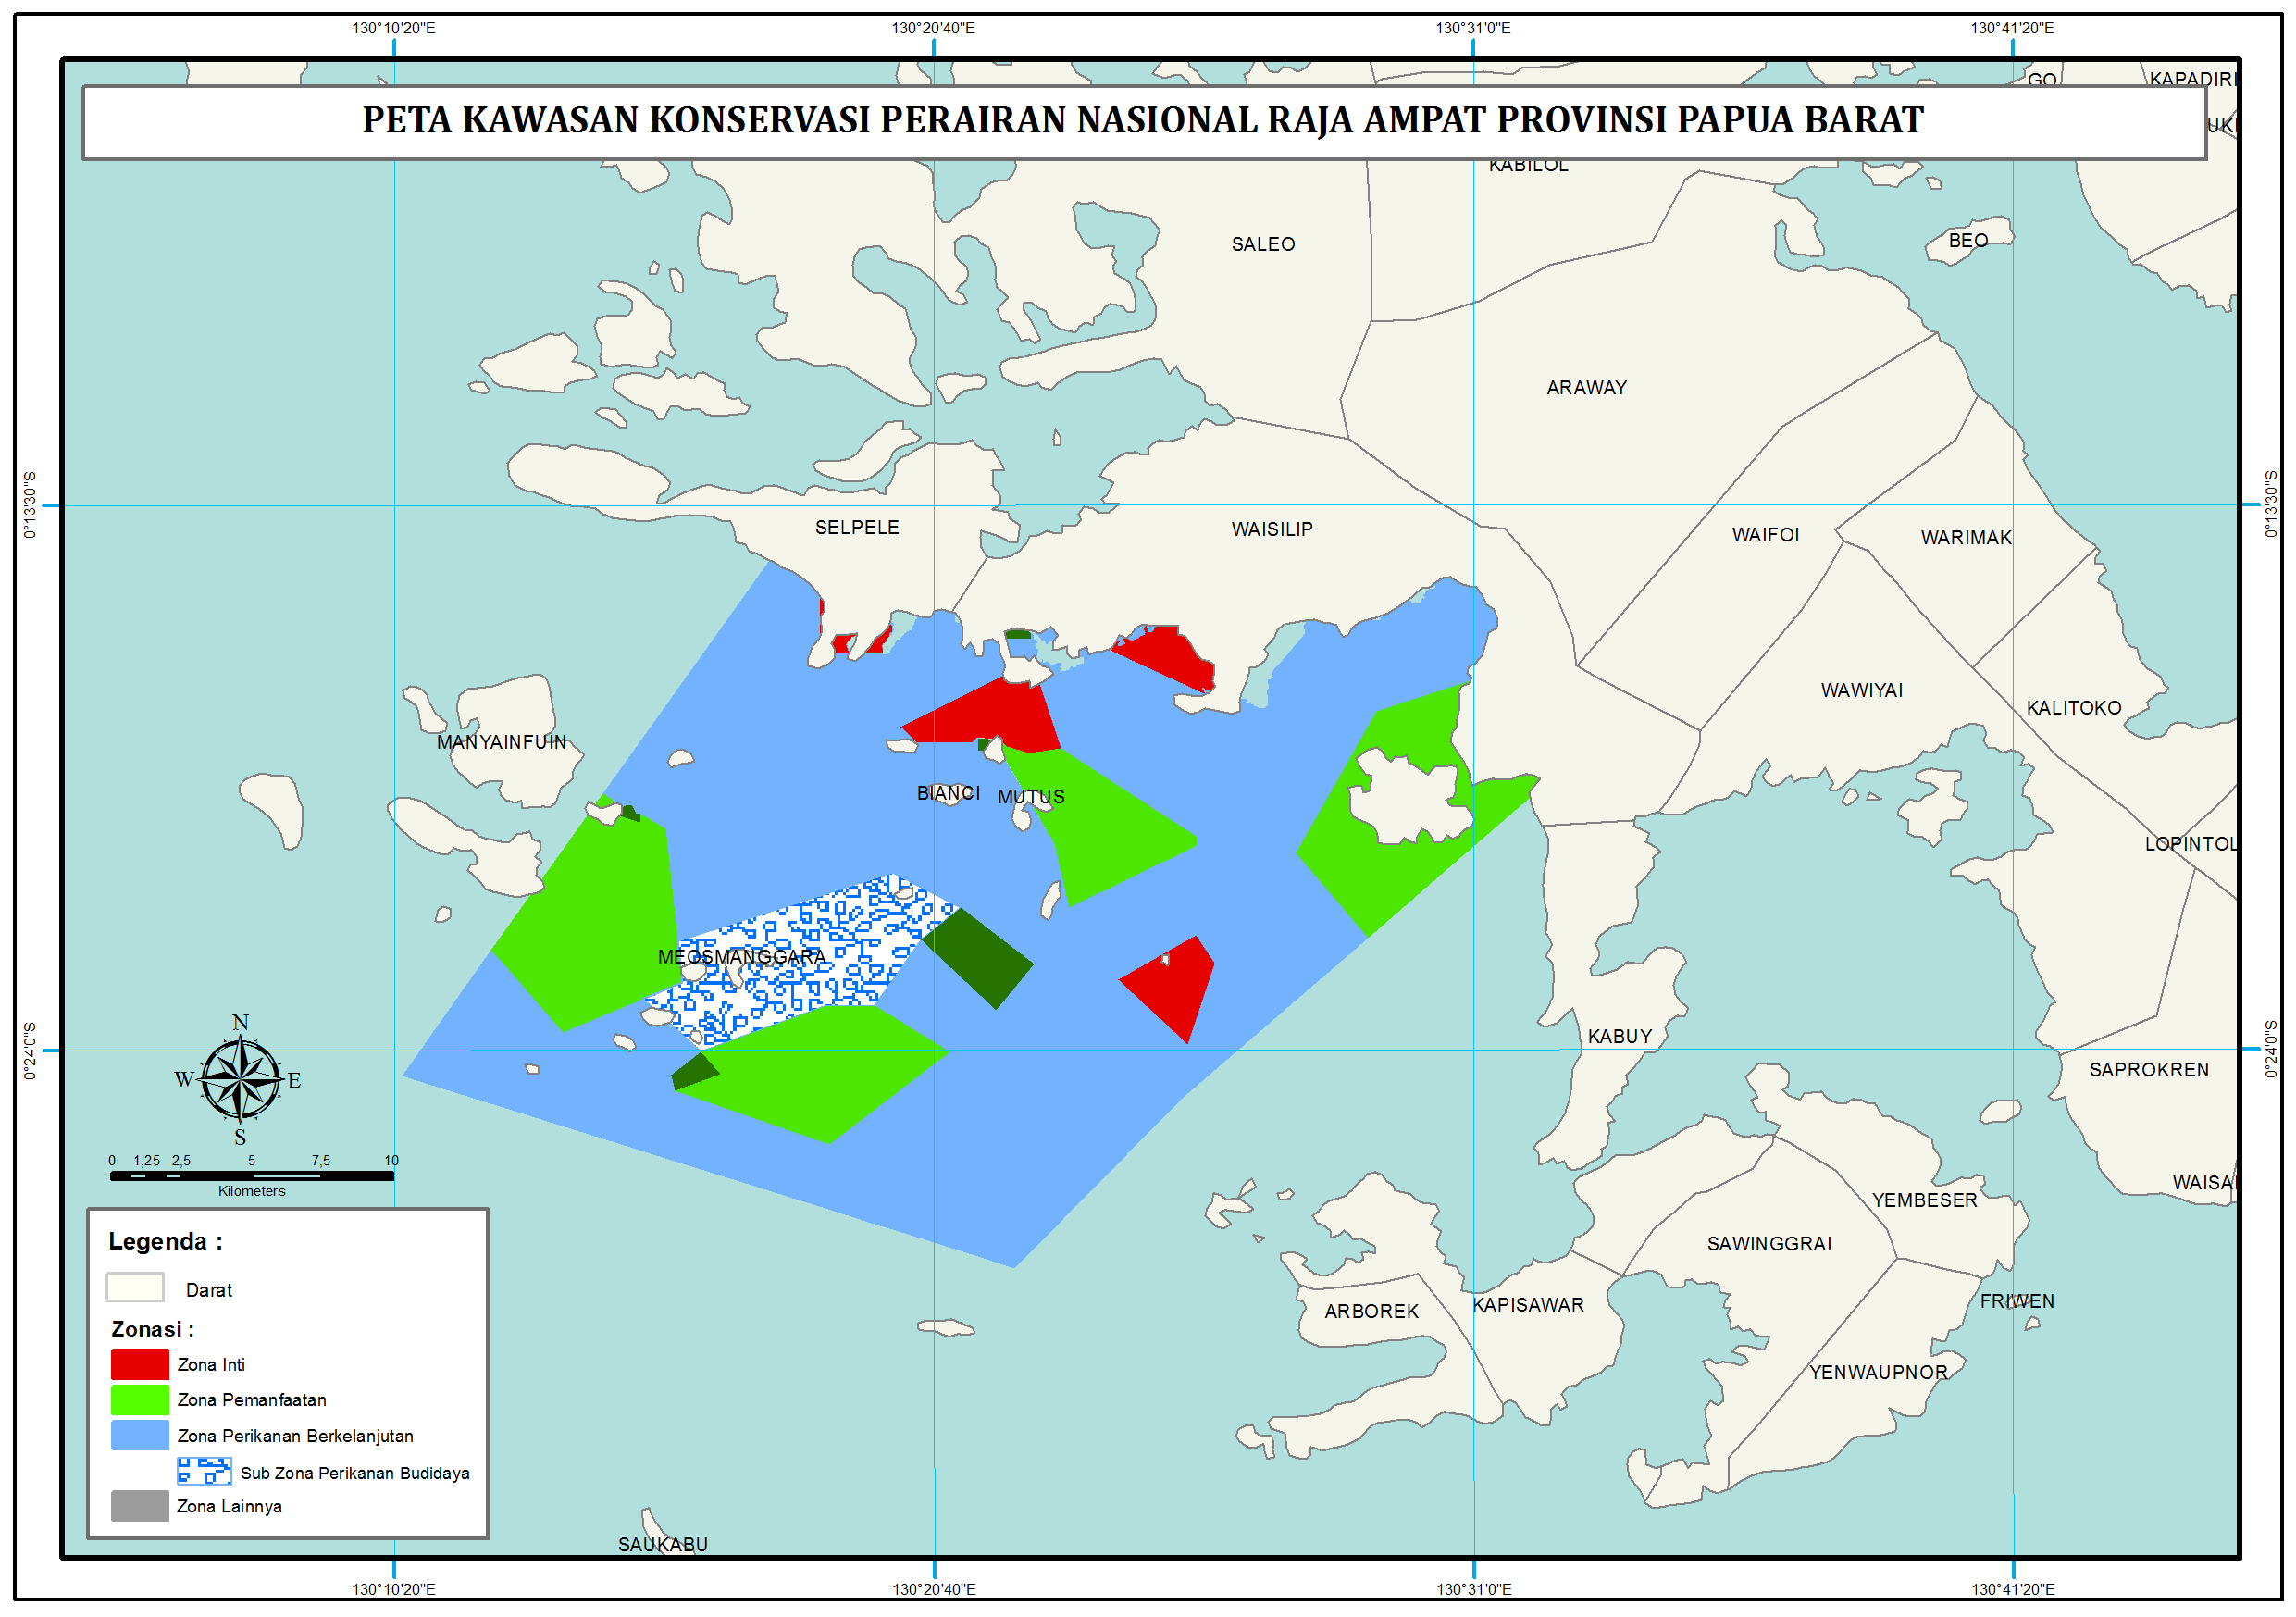 130°10'20"E
130°20'40"E
130°31'0"E
130°41'20"E
GO
KAPADIRI
PETA KAWASAN KONSERVASI PERAIRAN NASIONAL RAJA AMPAT PROVINSI PAPUA BARAT
UKI
KABILOL
SALEO
BEO
ARAWAY
0°13'30"S
0°13'30"S
SELPELE
WAISILIP
WAIFOI
WARIMAK
WAWIYAI
KALITOKO
MANYAINFUIN
BIANCI
MUTUS
LOPINTOL
MEOSMANGGARA
KABUY
0°24'0"S
0°24'0"S
SAPROKREN
N
W
E
S
0 1,25 2,5 5 7,5 10
Kilometers
WAISAI
YEMBESER
SAWINGGRAI
ARBOREK
KAPISAWAR
FRIWEN
YENWAUPNOR
Legenda :
Darat
Zonasi :
Zona Inti
Zona Pemanfaatan
Zona Perikanan Berkelanjutan
Sub Zona Perikanan Budidaya
Zona Lainnya
SAUKABU
130°10'20"E
130°20'40"E
130°31'0"E
130°41'20"E